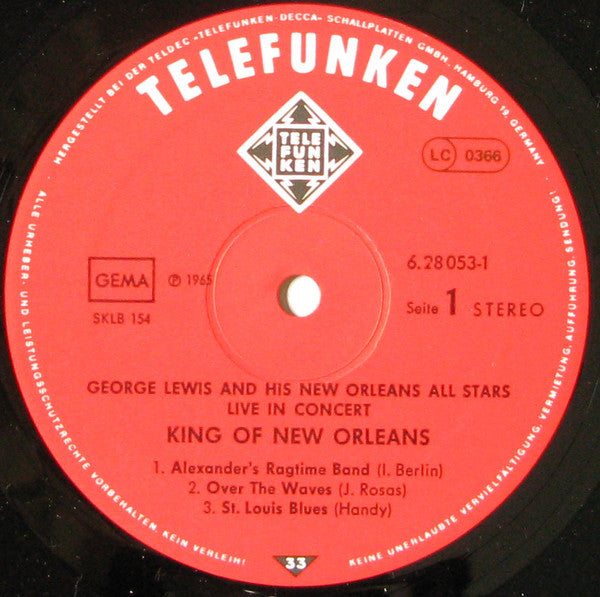 HERGESTELLT BEI DER TELDEC »TELEFUNKEN-DECCA« SCHALLPLATTEN GMBH, HAMBURG 19, GERMANY
TELEFUNKEN
TELE
FUN
KEN
LC 0366
GEMA
℗ 1965
SKLB 154
6.28 053-1
Seite 1 STEREO
GEORGE LEWIS AND HIS NEW ORLEANS ALL STARS
LIVE IN CONCERT
KING OF NEW ORLEANS
1. Alexander's Ragtime Band (I. Berlin)
2. Over The Waves (J. Rosas)
3. St. Louis Blues (Handy)
33
ALLE URHEBER- UND LEISTUNGSSCHUTZRECHTE VORBEHALTEN. KEIN VERLEIH!
KEINE UNERLAUBTE VERVIELFÄLTIGUNG, VERMIETUNG, AUFFÜHRUNG, SENDUNG!